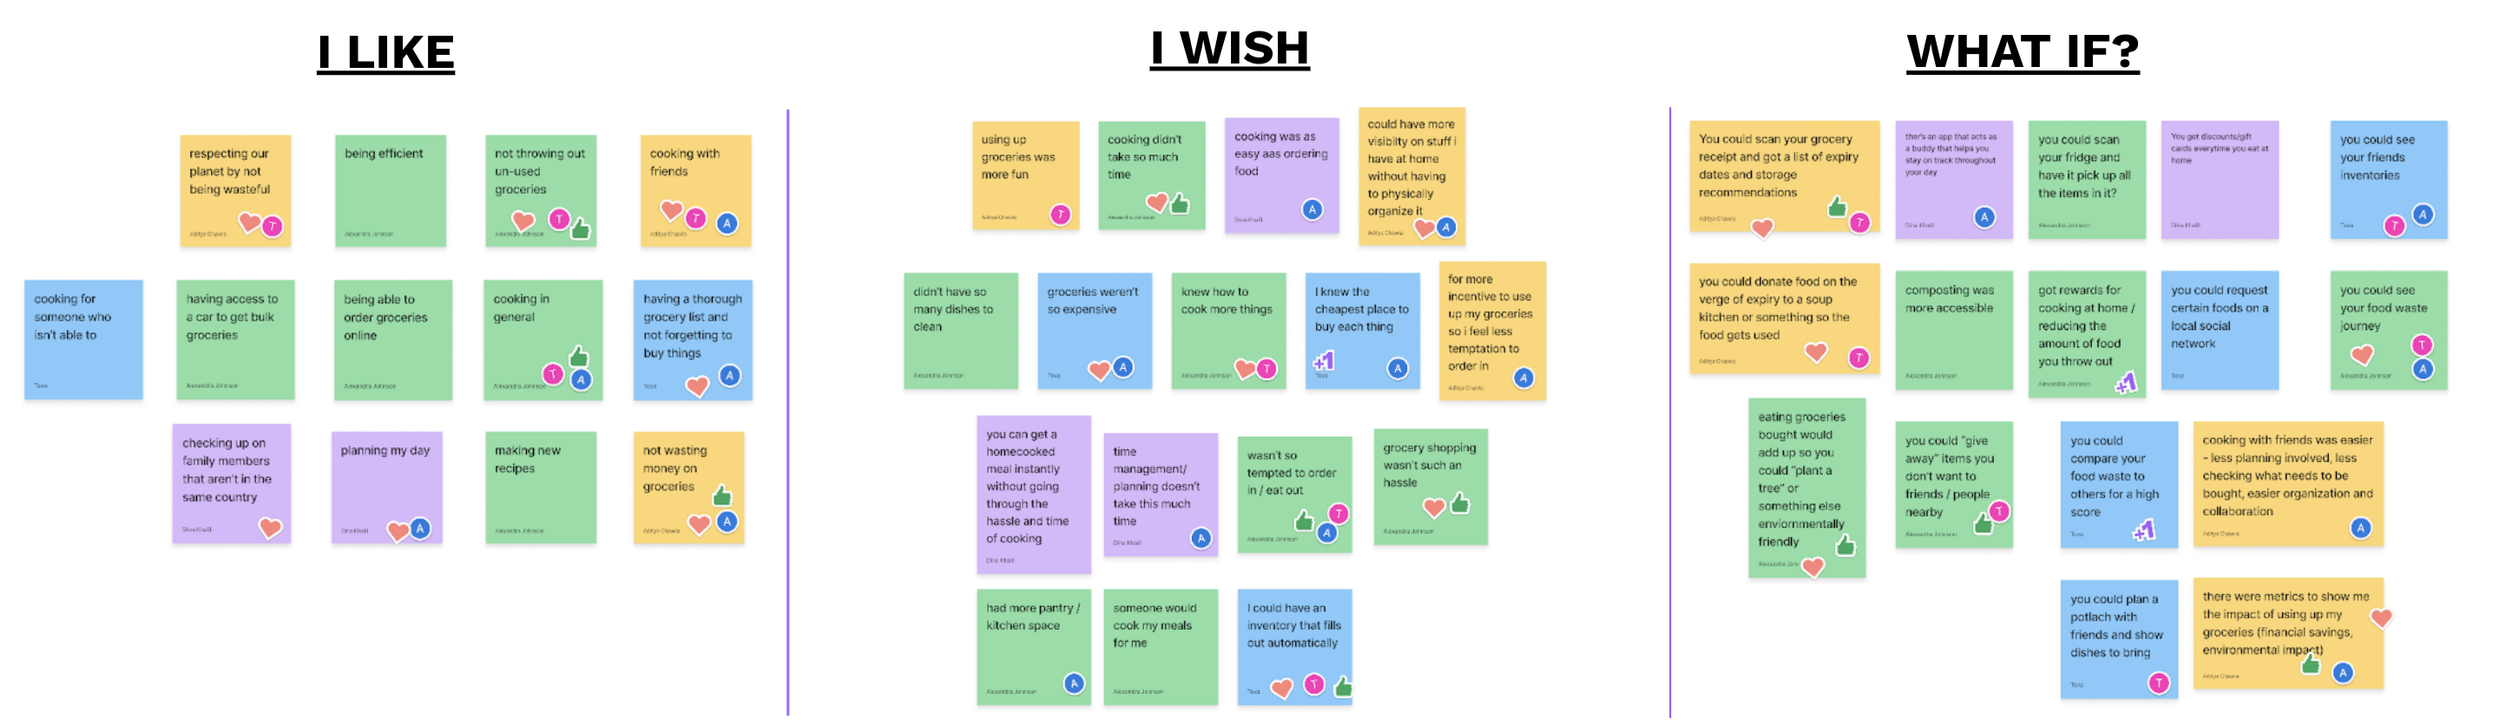 I LIKE
respecting our
planet by not
being wasteful
Aditya Chawla
T
being efficient
Alexandra Johnson
not throwing out
un-used
groceries
Alexandra Johnson
T
cooking with
friends
Aditya Chawla
T
A
cooking for
someone who
isn't able to
Tova
having access to
a car to get bulk
groceries
Alexandra Johnson
being able to
order groceries
online
Alexandra Johnson
cooking in
general
Alexandra Johnson
T
A
having a thorough
grocery list and
not forgetting to
buy things
Tova
A
checking up on
family members
that aren't in the
same country
Dina Khalil
planning my day
Dina Khalil
A
making new
recipes
Alexandra Johnson
not wasting
money on
groceries
Aditya Chawla
A
I WISH
using up
groceries was
more fun
Aditya Chawla
T
cooking didn't
take so much
time
Alexandra Johnson
cooking was as
easy aas ordering
food
Dina Khalil
A
could have more
visibilty on stuff i
have at home
without having
to physically
organize it
Aditya Chawla
A
didn't have so
many dishes to
clean
Alexandra Johnson
groceries weren't
so expensive
Tova
A
knew how to
cook more things
Alexandra Johnson
T
I knew the
cheapest place to
buy each thing
+1
Tova
A
for more
incentive to use
up my groceries
so i feel less
temptation to
order in
Aditya Chawla
A
you can get a
homecooked
meal instantly
without going
through the
hassle and time
of cooking
Dina Khalil
time
management/
planning doesn't
take this much
time
Dina Khalil
A
wasn't so
tempted to order
in / eat out
Alexandra Johnson
T
A
grocery shopping
wasn't such an
hassle
Alexandra Johnson
had more pantry /
kitchen space
Alexandra Johnson
A
someone would
cook my meals
for me
Alexandra Johnson
I could have an
inventory that fills
out automatically
Tova
T
WHAT IF?
You could scan your grocery
receipt and got a list of expiry
dates and storage
recommendations
Aditya Chawla
T
ther's an app that acts as
a buddy that helps you
stay on track throughout
your day
Dina Khalil
A
you could scan
your fridge and
have it pick up all
the items in it?
Alexandra Johnson
You get discounts/gift
cards everytime you eat at
home
Dina Khalil
you could see
your friends
inventories
Tova
T
A
you could donate food on the
verge of expiry to a soup
kitchen or something so the
food gets used
Aditya Chawla
T
composting was
more accessible
Alexandra Johnson
got rewards for
cooking at home /
reducing the
amount of food
you throw out
Alexandra Johnson
+1
you could request
certain foods on a
local social
network
Tova
you could see
your food waste
journey
Alexandra Johnson
T
A
eating groceries
bought would
add up so you
could "plant a
tree" or
something else
enviornmentally
friendly
Alexandra
you could "give
away" items you
don't want to
friends / people
nearby
Alexandra Johnson
T
you could
compare your
food waste to
others for a high
score
Tova
+1
cooking with friends was easier
- less planning involved, less
checking what needs to be
bought, easier organization and
collaboration
Aditya Chawla
A
you could plan a
potlach with
friends and show
dishes to bring
Tova
T
there were metrics to show me
the impact of using up my
groceries (financial savings,
environmental impact)
Aditya Chawla
A